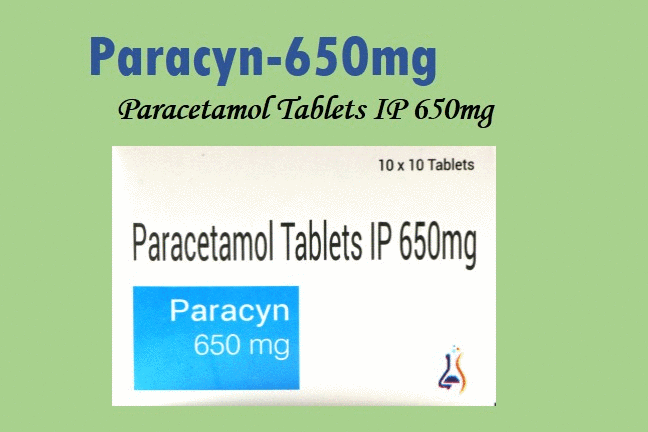 Paracyn-650mg
Paracetamol Tablets IP 650mg
10 x 10 Tablets
Paracetamol Tablets IP 650mg
Paracyn
650 mg